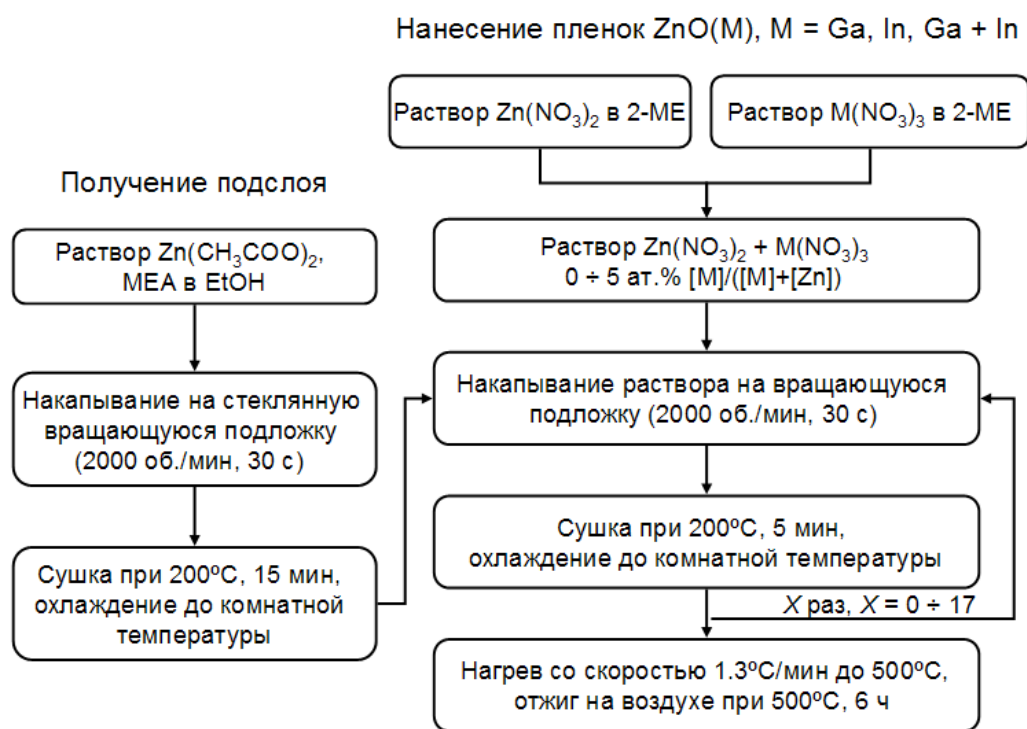 Нанесение пленок ZnO(M), M = Ga, In, Ga + In
Раствор Zn(NO₃)₂ в 2-ME
Раствор M(NO₃)₃ в 2-ME
Получение подслоя
Раствор Zn(CH₃COO)₂,
MEA в EtOH
Раствор Zn(NO₃)₂ + M(NO₃)₃
0 ÷ 5 ат.% [M]/([M]+[Zn])
Накапывание на стеклянную
вращающуюся подложку
(2000 об./мин, 30 с)
Накапывание раствора на вращающуюся
подложку (2000 об./мин, 30 с)
Сушка при 200ºС, 15 мин,
охлаждение до комнатной
температуры
Сушка при 200ºС, 5 мин,
охлаждение до комнатной температуры
X раз, X = 0 ÷ 17
Нагрев со скоростью 1.3ºС/мин до 500ºС,
отжиг на воздухе при 500ºС, 6 ч